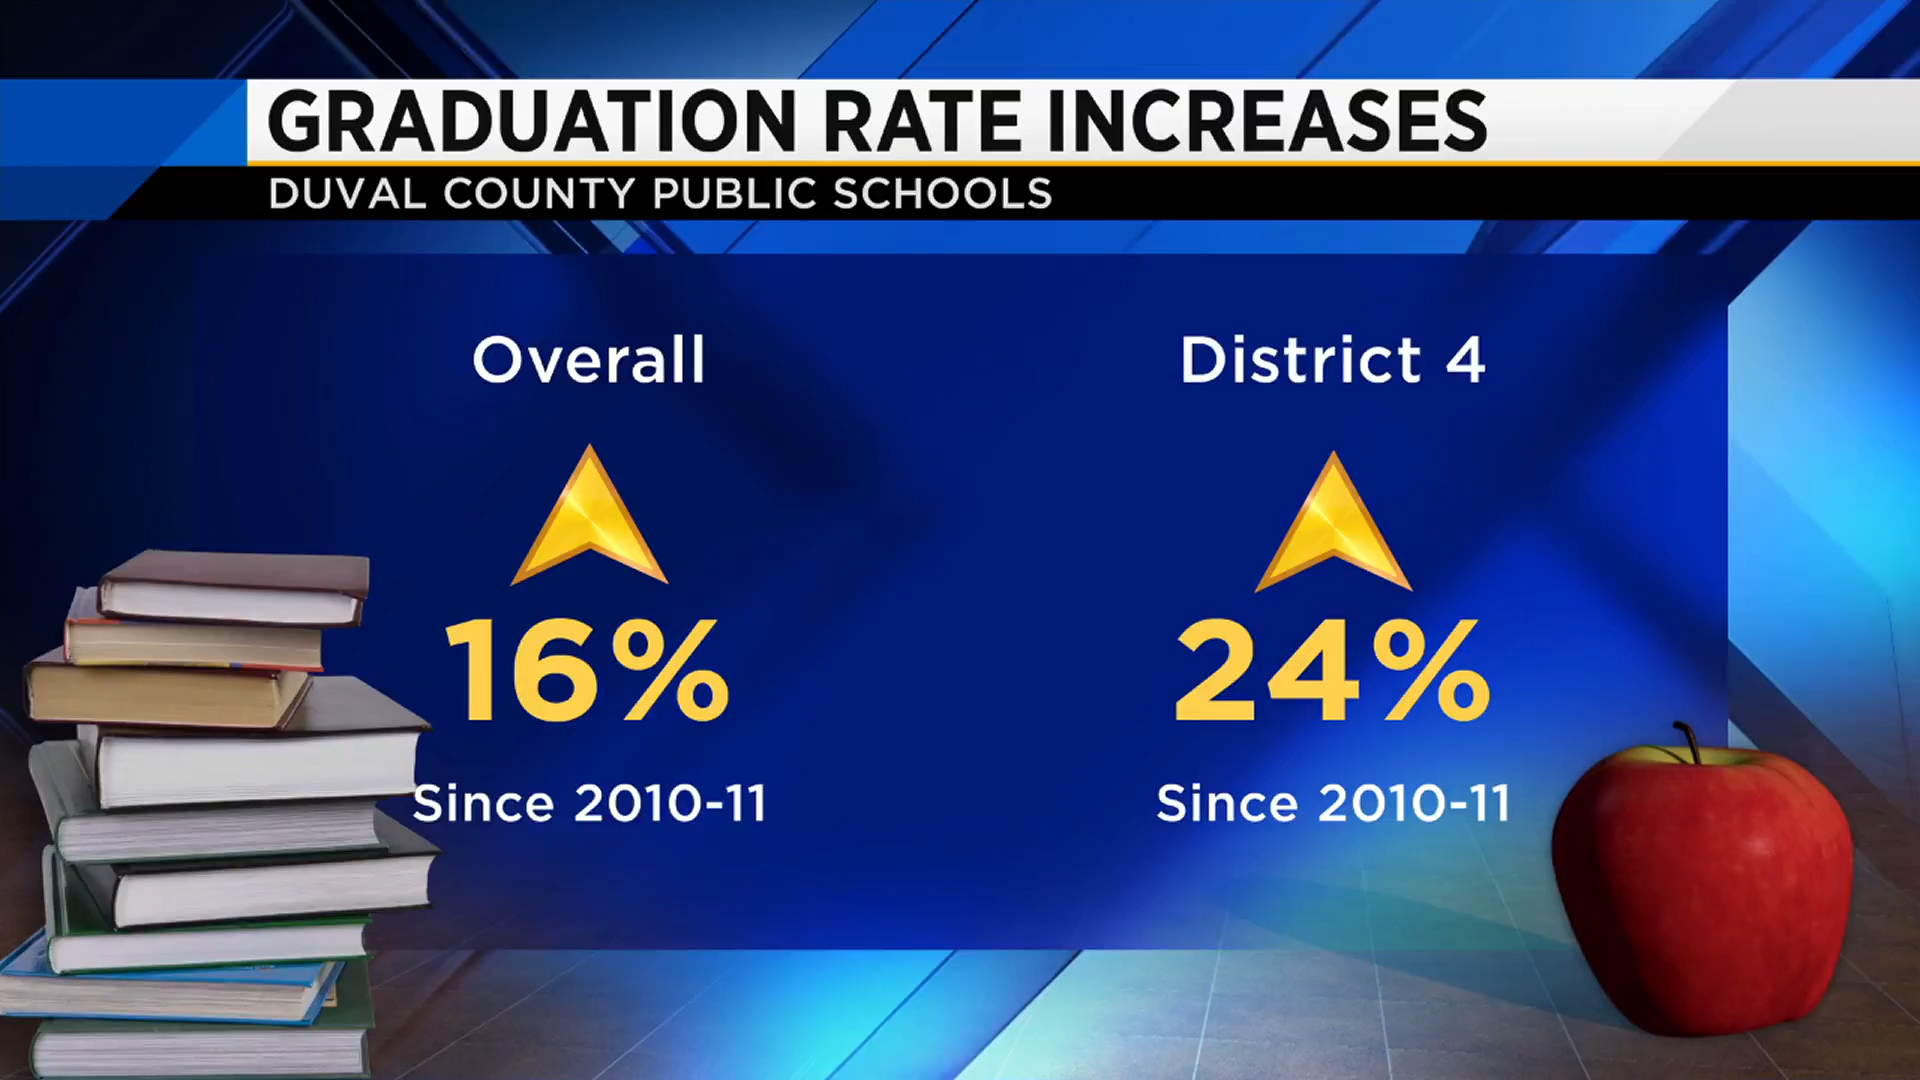 GRADUATION RATE INCREASES
DUVAL COUNTY PUBLIC SCHOOLS
Overall
16%
Since 2010-11
District 4
24%
Since 2010-11